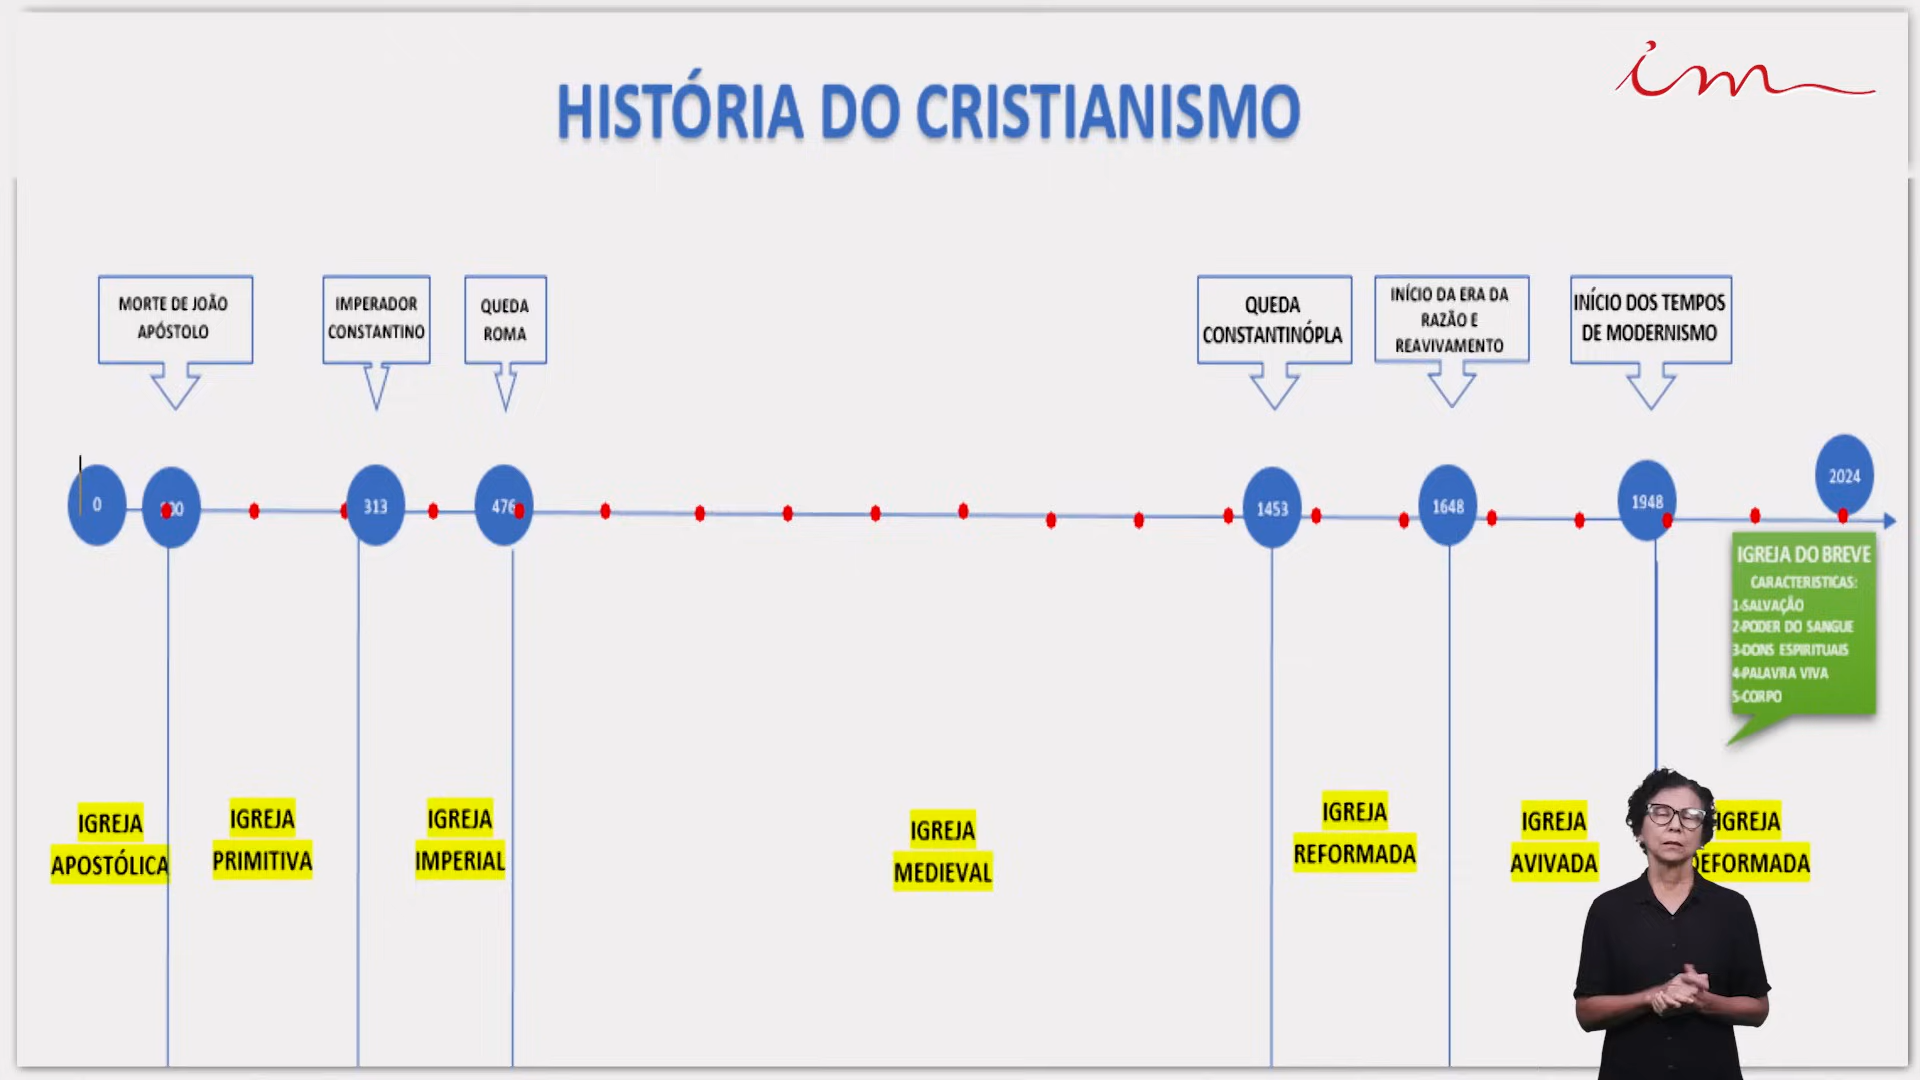 im
HISTÓRIA DO CRISTIANISMO
MORTE DE JOÃO
APÓSTOLO
IMPERADOR
CONSTANTINO
QUEDA
ROMA
QUEDA
CONSTANTINÓPLA
INÍCIO DA ERA DA
RAZÃO E
REAVIVAMENTO
INÍCIO DOS TEMPOS
DE MODERNISMO
0
313
476
1453
1648
1948
2024
IGREJA DO BREVE
CARACTERISTICAS:
1-SALVAÇÃO
2-PODER DO SANGUE
3-DONS ESPIRITUAIS
4-PALAVRA VIVA
5-CORPO
IGREJA
APOSTÓLICA
IGREJA
PRIMITIVA
IGREJA
IMPERIAL
IGREJA
MEDIEVAL
IGREJA
REFORMADA
IGREJA
AVIVADA
IGREJA
DEFORMADA